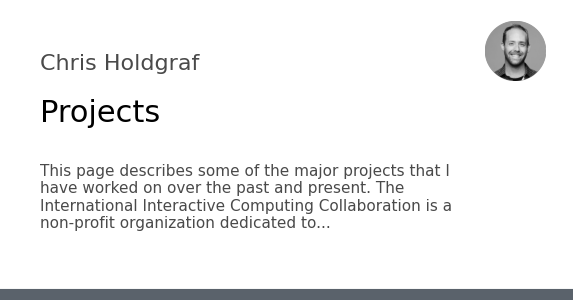 Chris Holdgraf
Projects
This page describes some of the major projects that I
have worked on over the past and present. The
International Interactive Computing Collaboration is a
non-profit organization dedicated to...